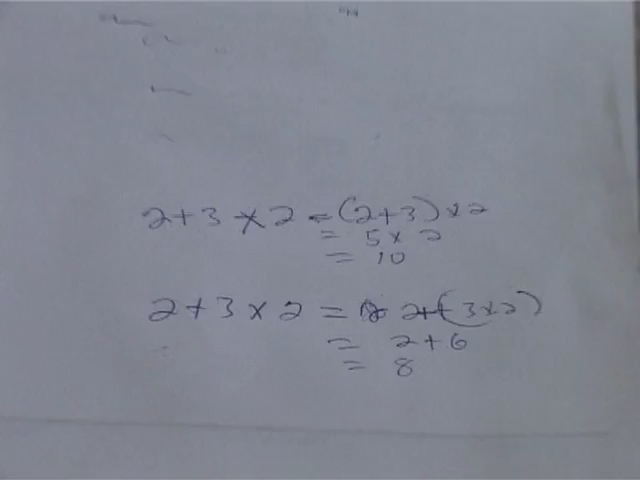 2+3×2 = (2+3)×2
= 5×2
= 10
2+3×2 = 2+(3×2)
= 2+6
= 8